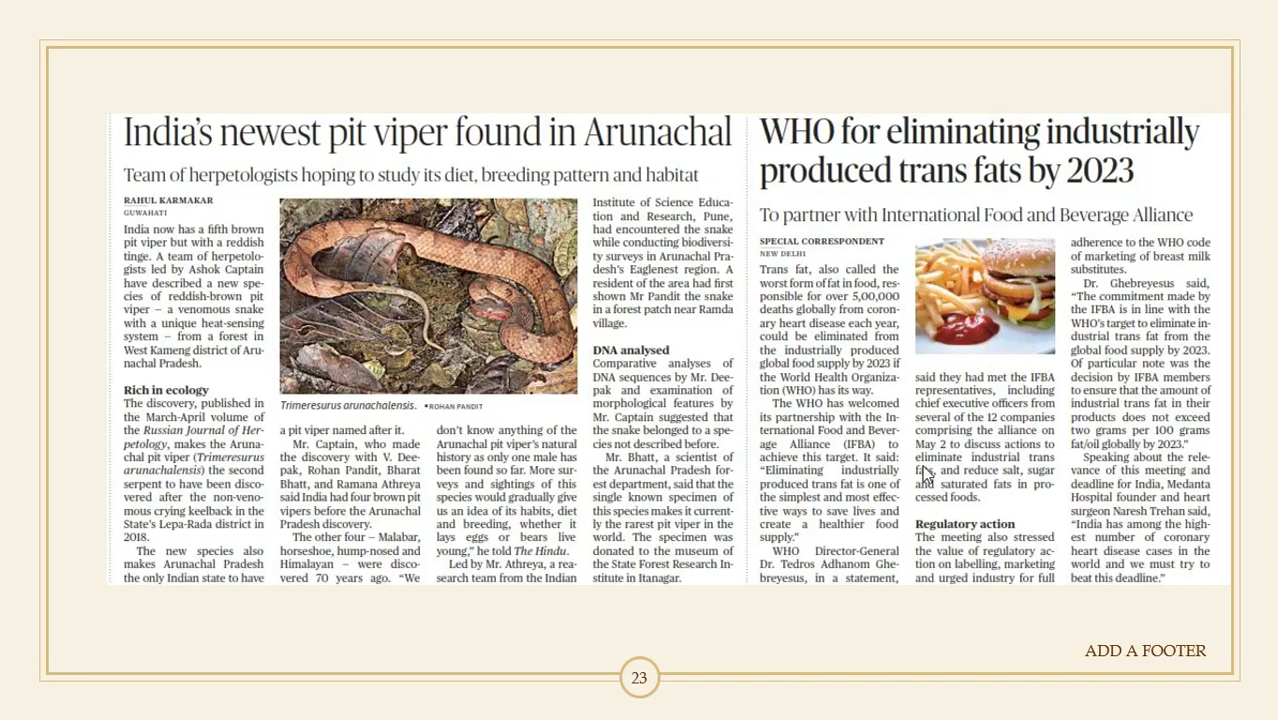 India's newest pit viper found in Arunachal
Team of herpetologists hoping to study its diet, breeding pattern and habitat
RAHUL KARMAKAR
GUWAHATI
India now has a fifth brown
pit viper but with a reddish
tinge. A team of herpetolo-
gists led by Ashok Captain
have described a new spe-
cies of reddish-brown pit
viper – a venomous snake
with a unique heat-sensing
system – from a forest in
West Kameng district of Aru-
nachal Pradesh.
Rich in ecology
The discovery, published in
the March-April volume of
the Russian Journal of Her-
petology, makes the Aruna-
chal pit viper (Trimeresurus
arunachalensis) the second
serpent to have been disco-
vered after the non-veno-
mous crying keelback in the
State's Lepa-Rada district in
2018.
The new species also
makes Arunachal Pradesh
the only Indian state to have
Trimeresurus arunachalensis. •ROHAN PANDIT
a pit viper named after it.
Mr. Captain, who made
the discovery with V. Dee-
pak, Rohan Pandit, Bharat
Bhatt, and Ramana Athreya
said India had four brown pit
vipers before the Arunachal
Pradesh discovery.
The other four – Malabar,
horseshoe, hump-nosed and
Himalayan – were disco-
vered 70 years ago. “We
don't know anything of the
Arunachal pit viper's natural
history as only one male has
been found so far. More sur-
veys and sightings of this
species would gradually give
us an idea of its habits, diet
and breeding, whether it
lays eggs or bears live
young,” he told The Hindu.
Led by Mr. Athreya, a rea-
search team from the Indian
Institute of Science Educa-
tion and Research, Pune,
had encountered the snake
while conducting biodiversi-
ty surveys in Arunachal Pra-
desh's Eaglenest region. A
resident of the area had first
shown Mr Pandit the snake
in a forest patch near Ramda
village.
DNA analysed
Comparative analyses of
DNA sequences by Mr. Dee-
pak and examination of
morphological features by
Mr. Captain suggested that
the snake belonged to a spe-
cies not described before.
Mr. Bhatt, a scientist of
the Arunachal Pradesh for-
est department, said that the
single known specimen of
this species makes it current-
ly the rarest pit viper in the
world. The specimen was
donated to the museum of
the State Forest Research In-
stitute in Itanagar.
WHO for eliminating industrially
produced trans fats by 2023
To partner with International Food and Beverage Alliance
SPECIAL CORRESPONDENT
NEW DELHI
Trans fat, also called the
worst form of fat in food, res-
ponsible for over 5,00,000
deaths globally from coron-
ary heart disease each year,
could be eliminated from
the industrially produced
global food supply by 2023 if
the World Health Organiza-
tion (WHO) has its way.
The WHO has welcomed
its partnership with the In-
ternational Food and Bever-
age Alliance (IFBA) to
achieve this target. It said:
“Eliminating industrially
produced trans fat is one of
the simplest and most effec-
tive ways to save lives and
create a healthier food
supply.”
WHO Director-General
Dr. Tedros Adhanom Ghe-
breyesus, in a statement,
said they had met the IFBA
representatives, including
chief executive officers from
several of the 12 companies
comprising the alliance on
May 2 to discuss actions to
eliminate industrial trans
fats, and reduce salt, sugar
and saturated fats in pro-
cessed foods.
Regulatory action
The meeting also stressed
the value of regulatory ac-
tion on labelling, marketing
and urged industry for full
adherence to the WHO code
of marketing of breast milk
substitutes.
Dr. Ghebreyesus said,
“The commitment made by
the IFBA is in line with the
WHO's target to eliminate in-
dustrial trans fat from the
global food supply by 2023.
Of particular note was the
decision by IFBA members
to ensure that the amount of
industrial trans fat in their
products does not exceed
two grams per 100 grams
fat/oil globally by 2023.”
Speaking about the rele-
vance of this meeting and
deadline for India, Medanta
Hospital founder and heart
surgeon Naresh Trehan said,
“India has among the high-
est number of coronary
heart disease cases in the
world and we must try to
beat this deadline.”
ADD A FOOTER
23